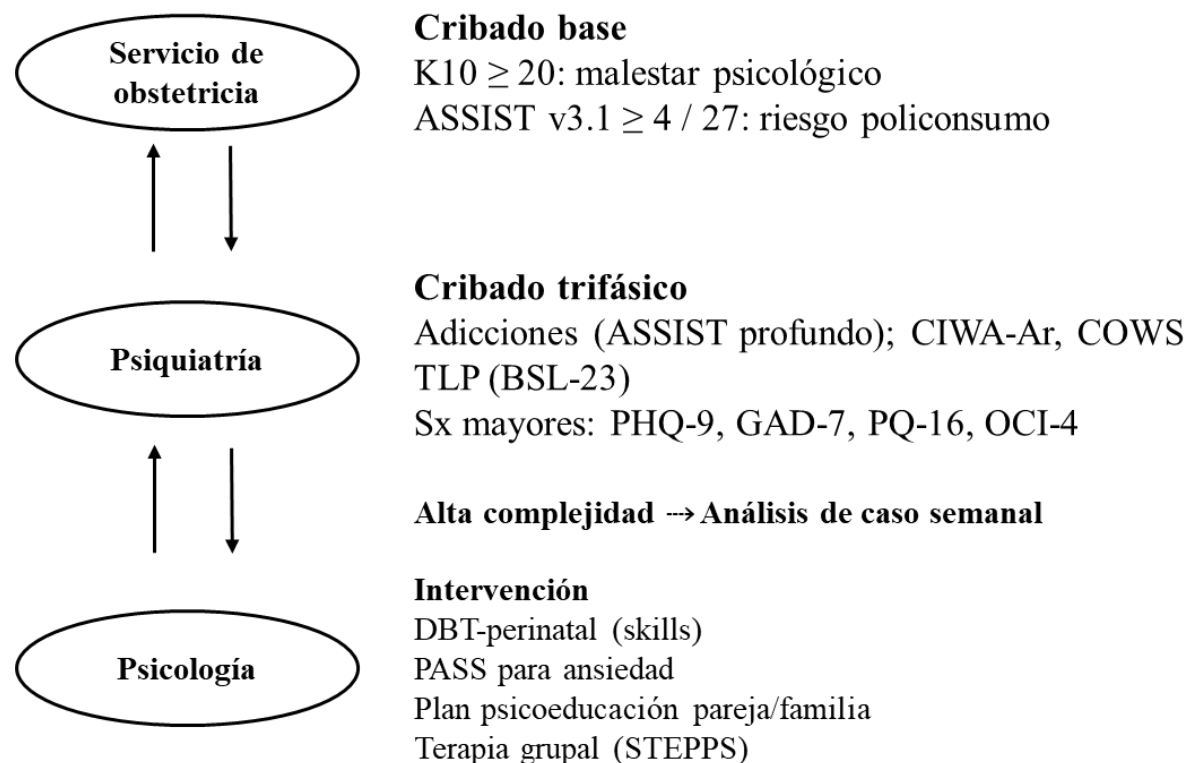 Servicio de
obstetricia
Cribado base
K10 ≥ 20: malestar psicológico
ASSIST v3.1 ≥ 4 / 27: riesgo policonsumo
Psiquiatría
Cribado trifásico
Adicciones (ASSIST profundo); CIWA-Ar, COWS
TLP (BSL-23)
Sx mayores: PHQ-9, GAD-7, PQ-16, OCI-4
Alta complejidad ⇢ Análisis de caso semanal
Psicología
Intervención
DBT-perinatal (skills)
PASS para ansiedad
Plan psicoeducación pareja/familia
Terapia grupal (STEPPS)